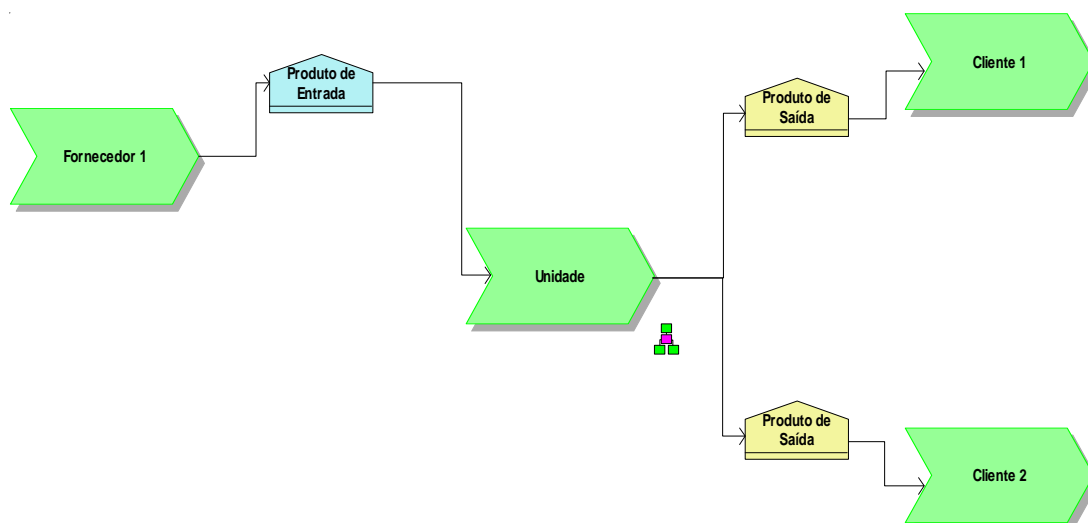 Fornecedor 1
Produto de
Entrada
Unidade
Produto de
Saída
Cliente 1
Produto de
Saída
Cliente 2